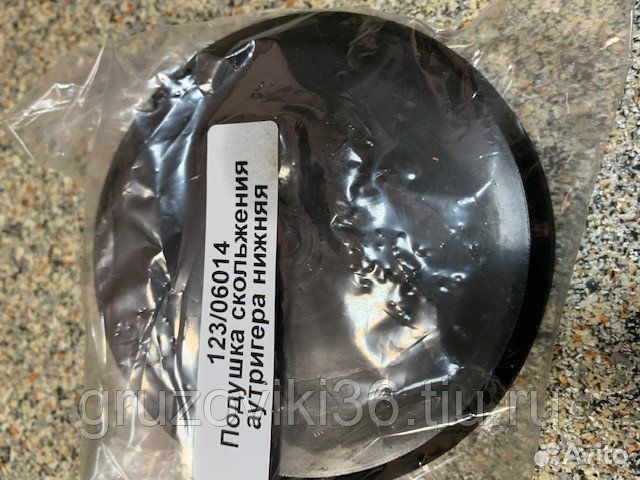 123/06014
Подушка скольжения
аутригера нижняя
gruzoviki36.tiu.ru
Avito